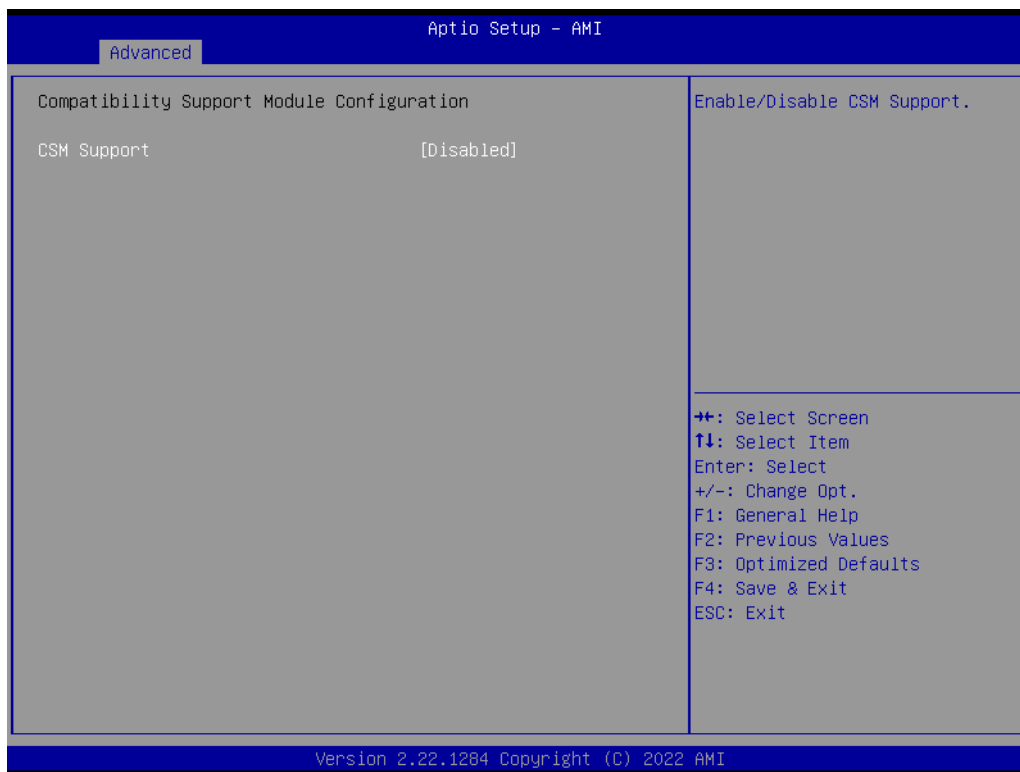 Aptio Setup – AMI
Advanced
Compatibility Support Module Configuration
CSM Support [Disabled]
Enable/Disable CSM Support.
→←: Select Screen
↑↓: Select Item
Enter: Select
+/-: Change Opt.
F1: General Help
F2: Previous Values
F3: Optimized Defaults
F4: Save & Exit
ESC: Exit
Version 2.22.1284 Copyright (C) 2022 AMI